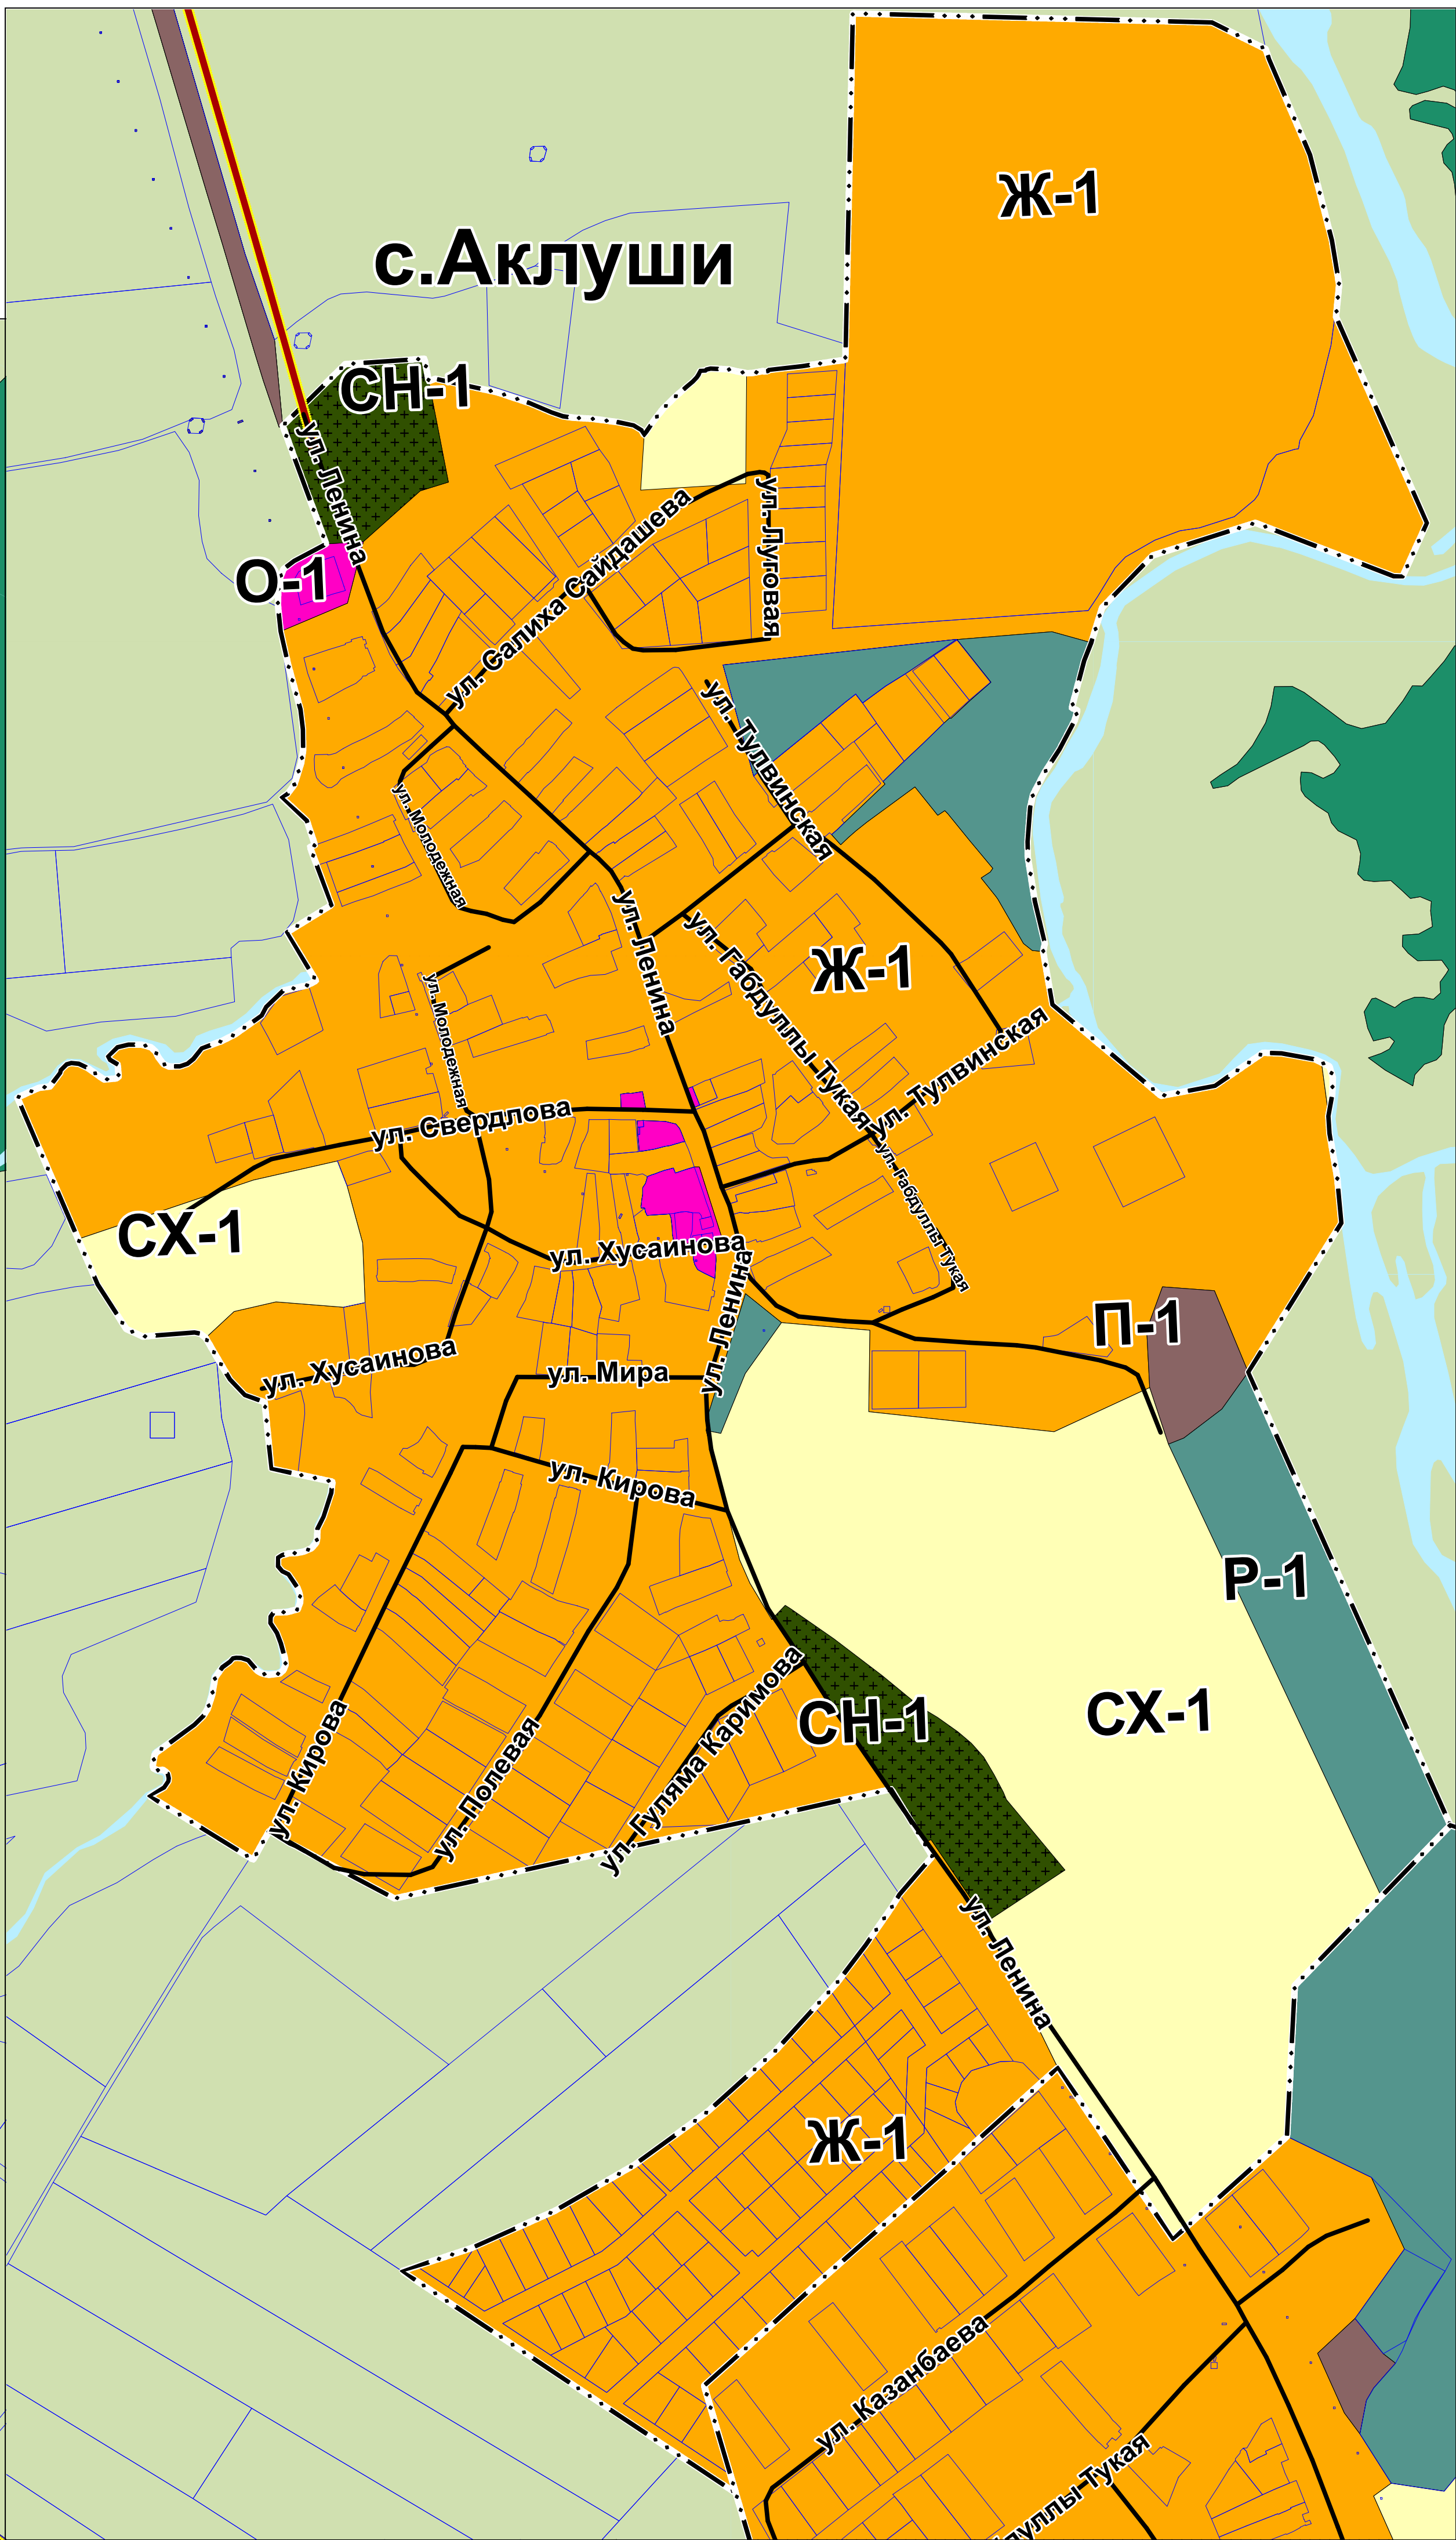 Ж-1
с.Аклуши
СН-1
ул. Ленина
О-1
ул. Салиха Сайдашева
ул. Луговая
ул. Тулвинская
ул. Молодежная
ул. Ленина
ул. Габдуллы Тукая
Ж-1
ул. Молодежная
ул. Тулвинская
ул. Свердлова
ул. Габдуллы Тукая
СХ-1
ул. Хусаинова
ул. Ленина
П-1
ул. Хусаинова
ул. Мира
ул. Кирова
Р-1
ул. Гуляма Каримова
СН-1
СХ-1
ул. Кирова
ул. Полевая
ул. Ленина
Ж-1
ул. Казанбаева
дуллы Тукая